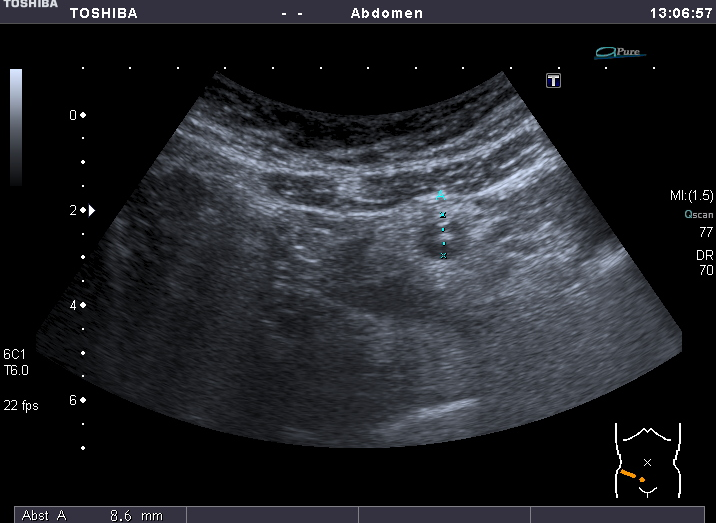 TOSHIBA
TOSHIBA - - Abdomen 13:06:57
aPure
T
0
MI:(1.5)
2
Qscan
77
DR
70
4
6C1
T6.0
6
22 fps
Abst A 8.6 mm